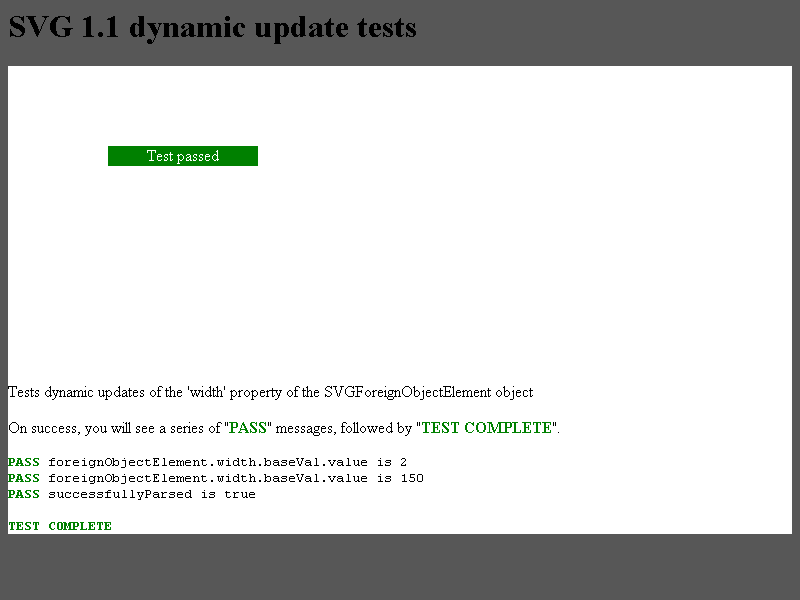 SVG 1.1 dynamic update tests
Test passed
Tests dynamic updates of the 'width' property of the SVGForeignObjectElement object
On success, you will see a series of "PASS" messages, followed by "TEST COMPLETE".
PASS foreignObjectElement.width.baseVal.value is 2
PASS foreignObjectElement.width.baseVal.value is 150
PASS successfullyParsed is true
TEST COMPLETE